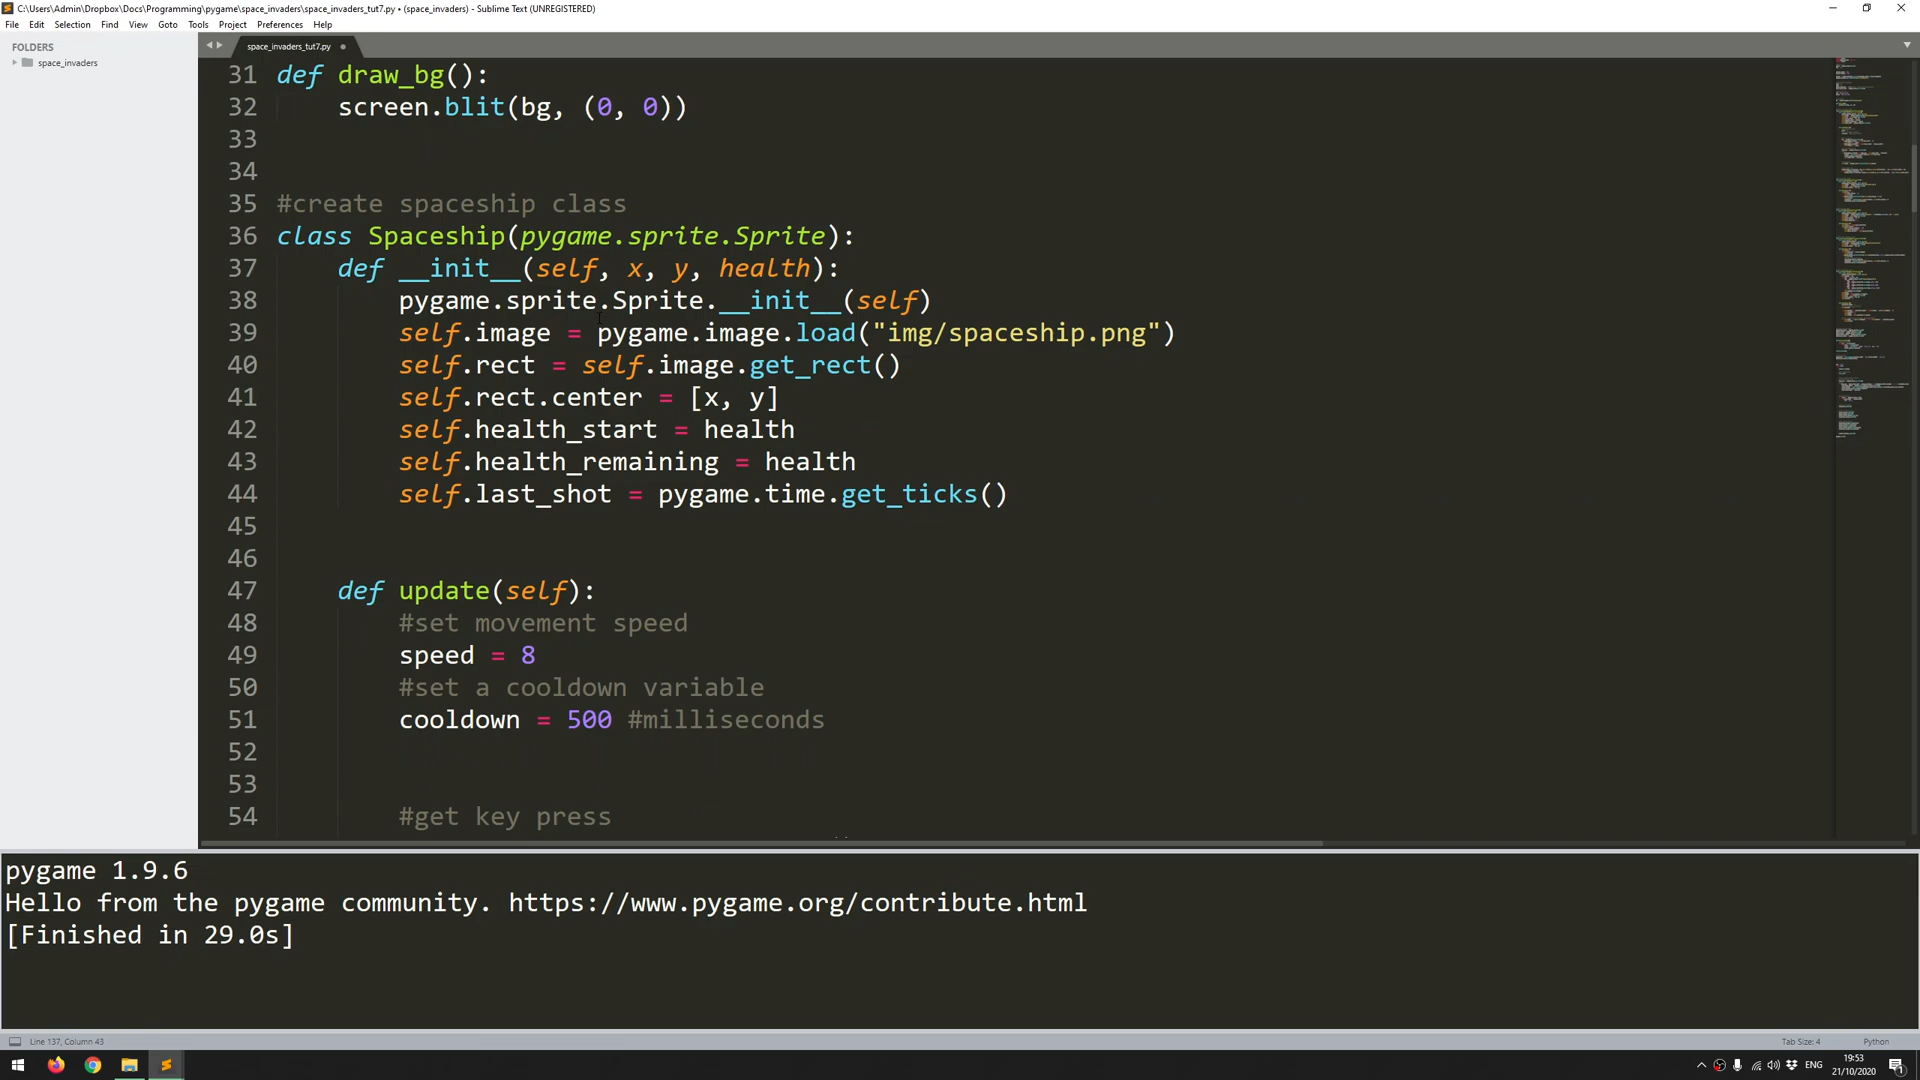 C:\Users\Admin\Dropbox\Docs\Programming\pygame\space_invaders\space_invaders_tut7.py • (space_invaders) - Sublime Text (UNREGISTERED)
File Edit Selection Find View Goto Tools Project Preferences Help
FOLDERS
space_invaders
space_invaders_tut7.py
31 def draw_bg():
32 screen.blit(bg, (0, 0))
33
34
35 #create spaceship class
36 class Spaceship(pygame.sprite.Sprite):
37 def __init__(self, x, y, health):
38 pygame.sprite.Sprite.__init__(self)
39 self.image = pygame.image.load("img/spaceship.png")
40 self.rect = self.image.get_rect()
41 self.rect.center = [x, y]
42 self.health_start = health
43 self.health_remaining = health
44 self.last_shot = pygame.time.get_ticks()
45
46
47 def update(self):
48 #set movement speed
49 speed = 8
50 #set a cooldown variable
51 cooldown = 500 #milliseconds
52
53
54 #get key press
pygame 1.9.6
Hello from the pygame community. https://www.pygame.org/contribute.html
[Finished in 29.0s]
Line 137, Column 43
Tab Size: 4
Python
ENG
19:53
21/10/2020